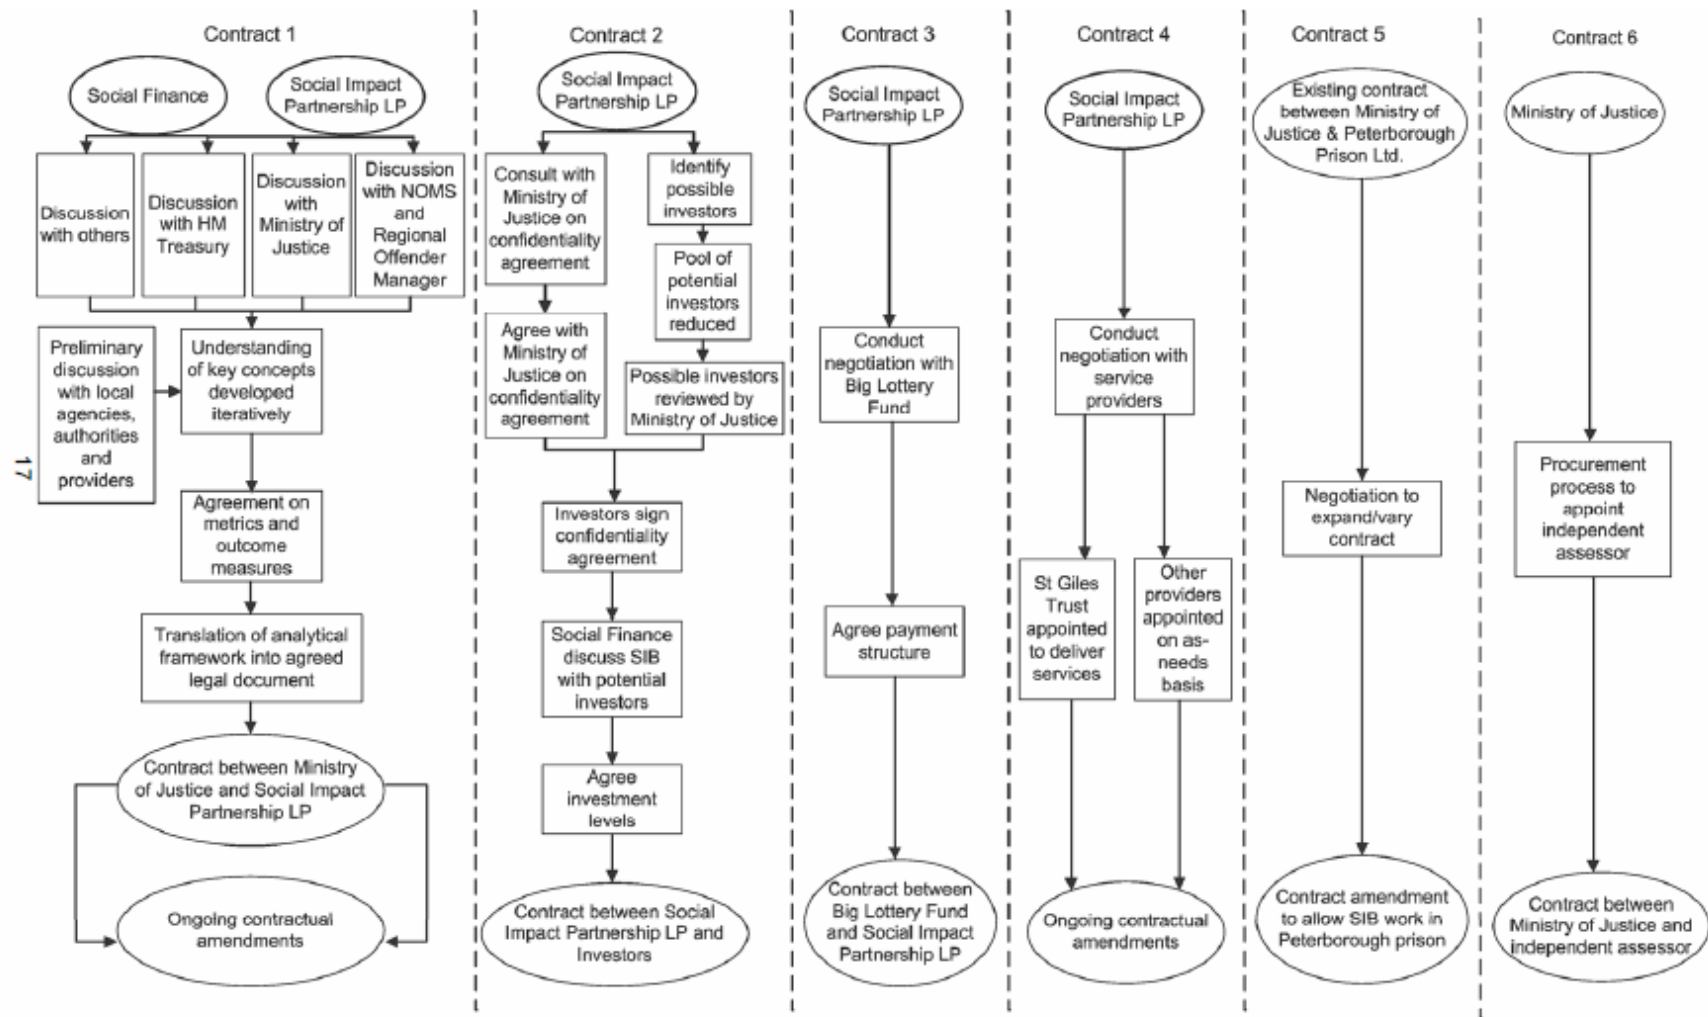 Contract 1
Social Finance
Social Impact
Partnership LP
Discussion
with others
Discussion
with HM
Treasury
Discussion
with
Ministry of
Justice
Discussion
with NOMS
and
Regional
Offender
Manager
Preliminary
discussion
with local
agencies,
authorities
and
providers
Understanding
of key concepts
developed
iteratively
Agreement on
metrics and
outcome
measures
Translation of analytical
framework into agreed
legal document
Contract between Ministry
of Justice and Social Impact
Partnership LP
Ongoing contractual
amendments
17
Contract 2
Social Impact
Partnership LP
Consult with
Ministry of
Justice on
confidentiality
agreement
Identify
possible
investors
Pool of
potential
investors
reduced
Agree with
Ministry of
Justice on
confidentiality
agreement
Possible investors
reviewed by
Ministry of Justice
Investors sign
confidentiality
agreement
Social Finance
discuss SIB
with potential
investors
Agree
investment
levels
Contract between Social
Impact Partnership LP and
Investors
Contract 3
Social Impact
Partnership LP
Conduct
negotiation with
Big Lottery
Fund
Agree payment
structure
Contract between
Big Lottery Fund
and Social Impact
Partnership LP
Contract 4
Social Impact
Partnership LP
Conduct
negotiation with
service
providers
St Giles
Trust
appointed
to deliver
services
Other
providers
appointed
on as-
needs
basis
Ongoing contractual
amendments
Contract 5
Existing contract
between Ministry of
Justice & Peterborough
Prison Ltd.
Negotiation to
expand/vary
contract
Contract amendment
to allow SIB work in
Peterborough prison
Contract 6
Ministry of Justice
Procurement
process to
appoint
independent
assessor
Contract between
Ministry of Justice and
independent assessor